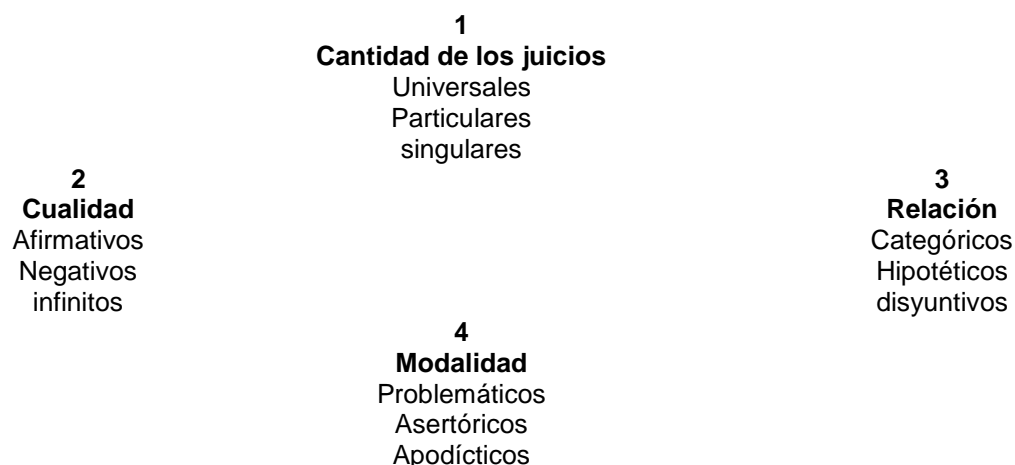 1
Cantidad de los juicios
Universales
Particulares
singulares
2
Cualidad
Afirmativos
Negativos
infinitos
3
Relación
Categóricos
Hipotéticos
disyuntivos
4
Modalidad
Problemáticos
Asertóricos
Apodícticos